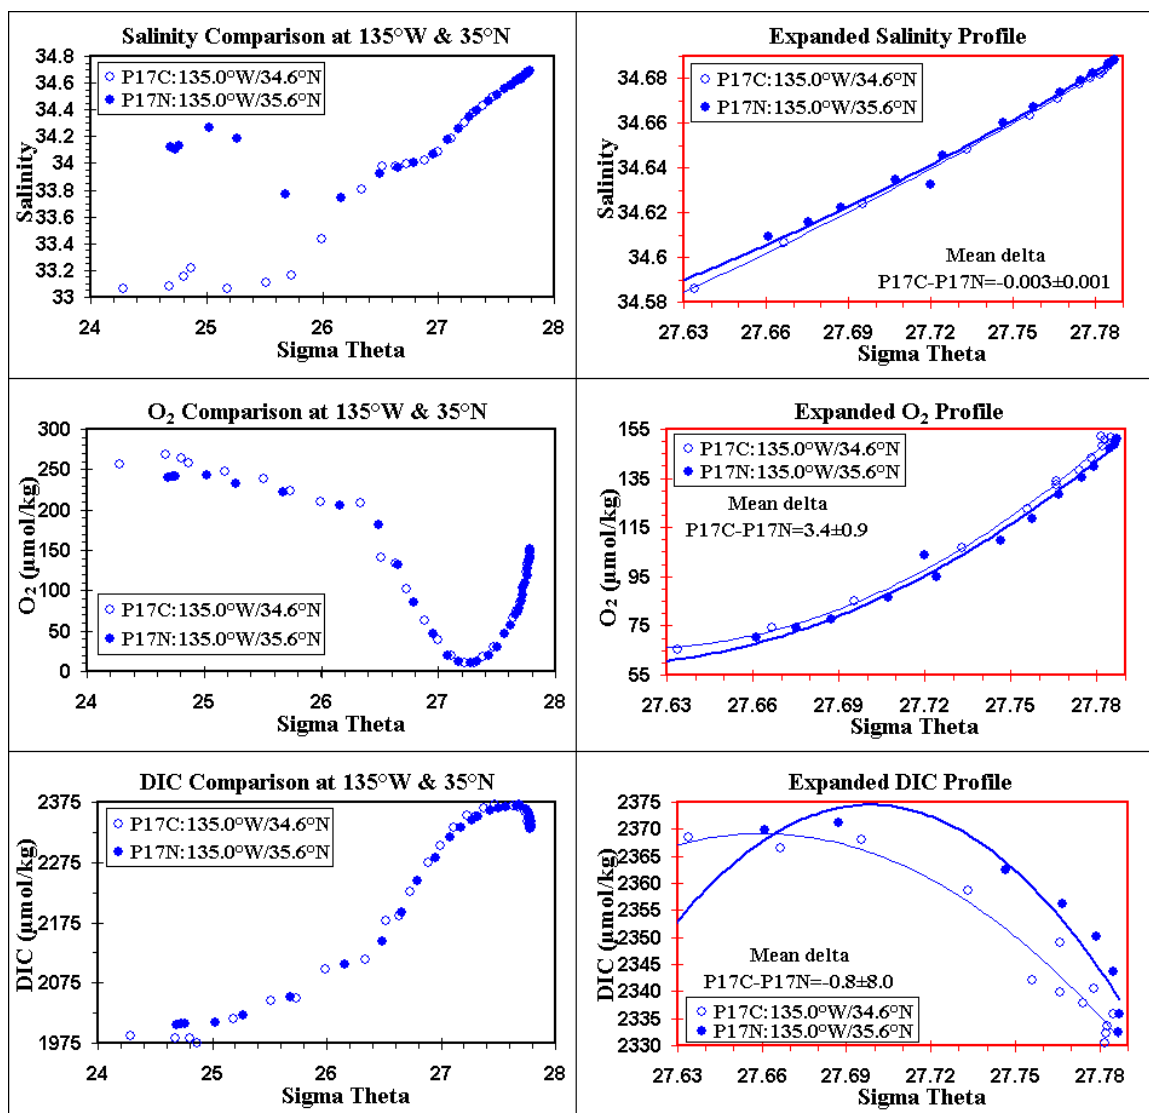 Salinity Comparison at 135°W & 35°N
34.8
34.6
34.4
34.2
34
33.8
33.6
33.4
33.2
33
Salinity
P17C:135.0°W/34.6°N
P17N:135.0°W/35.6°N
24 25 26 27 28
Sigma Theta
Expanded Salinity Profile
34.68
34.66
34.64
34.62
34.6
34.58
Salinity
P17C:135.0°W/34.6°N
P17N:135.0°W/35.6°N
Mean delta
P17C-P17N=-0.003±0.001
27.63 27.66 27.69 27.72 27.75 27.78
Sigma Theta
O₂ Comparison at 135°W & 35°N
300
250
200
150
100
50
0
O₂ (µmol/kg)
P17C:135.0°W/34.6°N
P17N:135.0°W/35.6°N
24 25 26 27 28
Sigma Theta
Expanded O₂ Profile
155
135
115
95
75
55
O₂ (µmol/kg)
P17C:135.0°W/34.6°N
P17N:135.0°W/35.6°N
Mean delta
P17C-P17N=3.4±0.9
27.63 27.66 27.69 27.72 27.75 27.78
Sigma Theta
DIC Comparison at 135°W & 35°N
2375
2275
2175
2075
1975
DIC (µmol/kg)
P17C:135.0°W/34.6°N
P17N:135.0°W/35.6°N
24 25 26 27 28
Sigma Theta
Expanded DIC Profile
2375
2370
2365
2360
2355
2350
2345
2340
2335
2330
DIC (µmol/kg)
Mean delta
P17C-P17N=-0.8±8.0
P17C:135.0°W/34.6°N
P17N:135.0°W/35.6°N
27.63 27.66 27.69 27.72 27.75 27.78
Sigma Theta